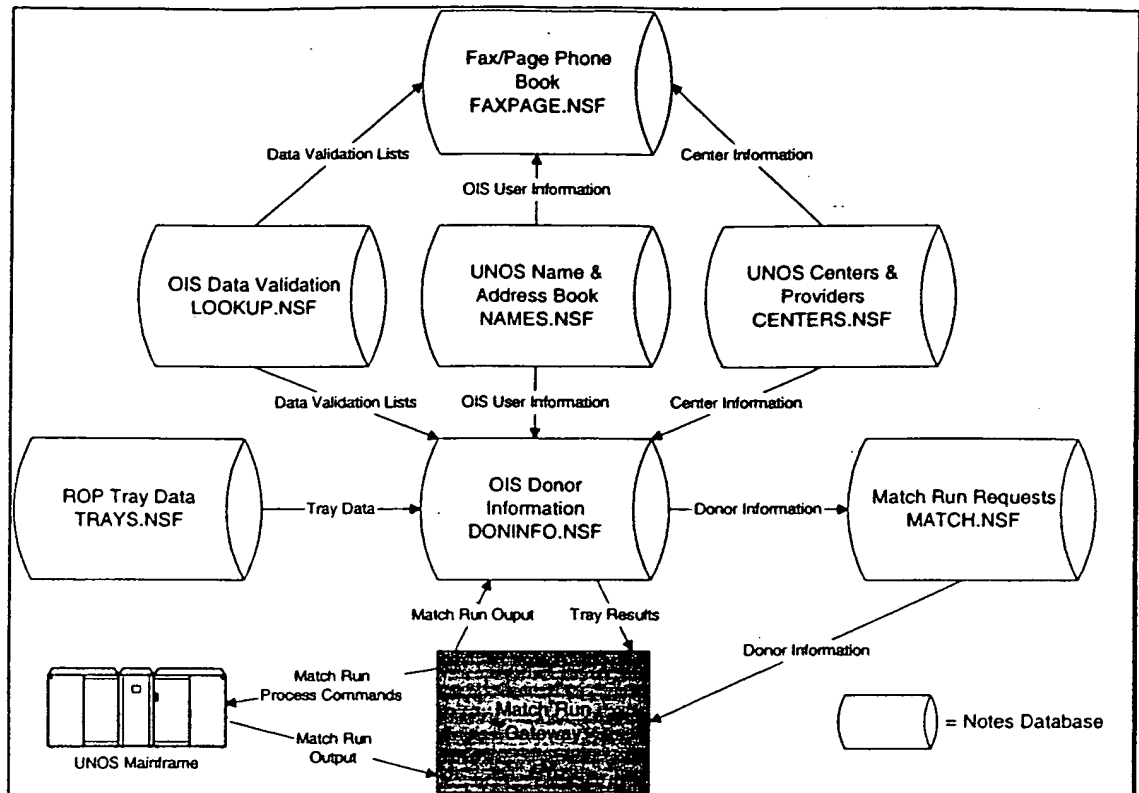 Fax/Page Phone
Book
FAXPAGE.NSF
Data Validation Lists
Center Information
OIS User Information
OIS Data Validation
LOOKUP.NSF
UNOS Name &
Address Book
NAMES.NSF
UNOS Centers &
Providers
CENTERS.NSF
Data Validation Lists
OIS User Information
Center Information
ROP Tray Data
TRAYS.NSF
Tray Data
OIS Donor
Information
DONINFO.NSF
Donor Information
Match Run Requests
MATCH.NSF
Match Run Ouput
Tray Results
Donor Information
Match Run
Process Commands
Match Run
Gateway
= Notes Database
Match Run
Output
UNOS Mainframe